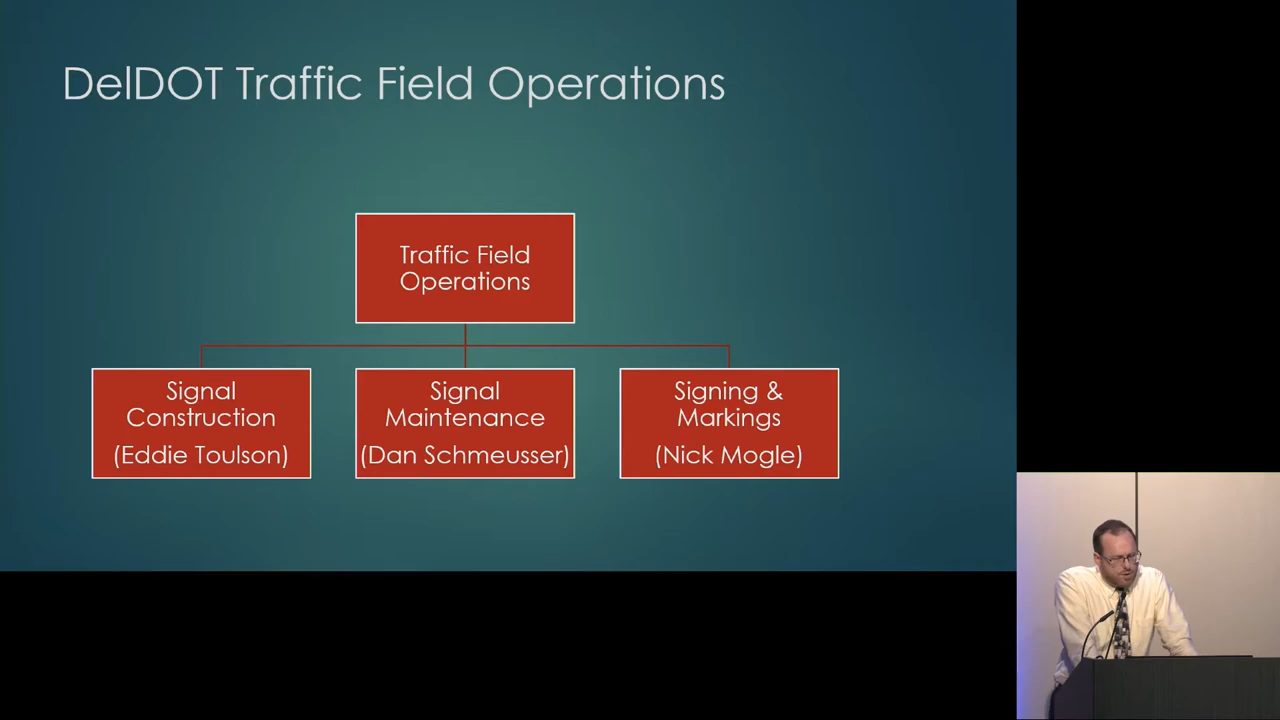 DelDOT Traffic Field Operations
Traffic Field
Operations
Signal
Construction
(Eddie Toulson)
Signal
Maintenance
(Dan Schmeusser)
Signing &
Markings
(Nick Mogle)